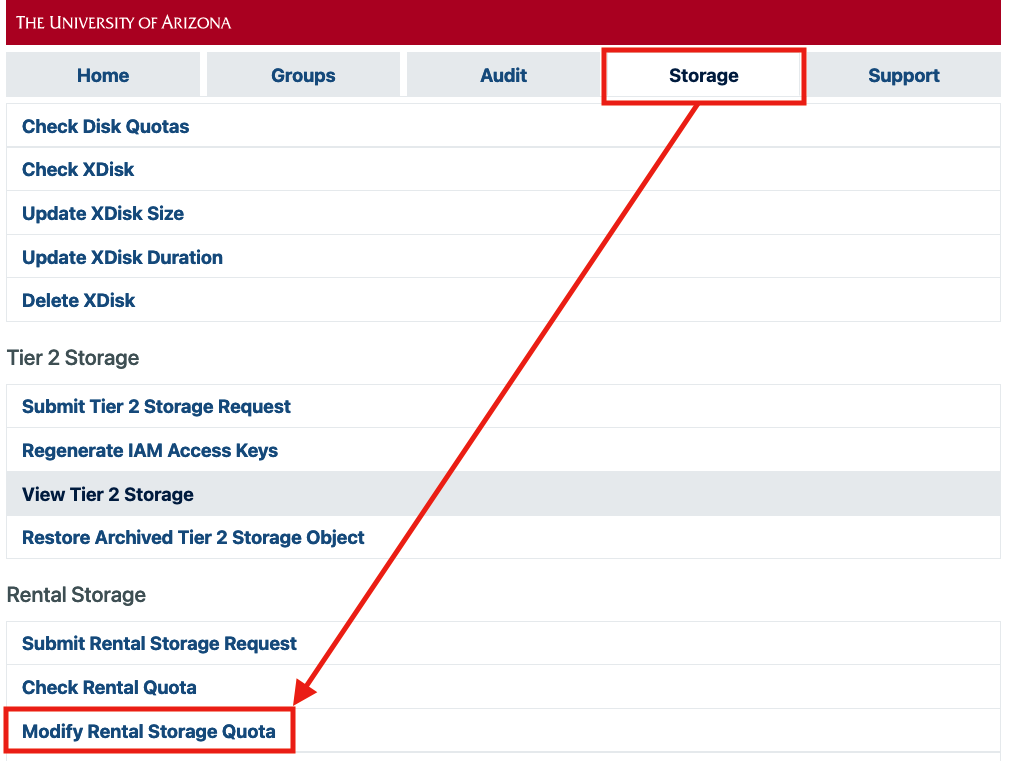 THE UNIVERSITY OF ARIZONA
Home Groups Audit Storage Support
Check Disk Quotas
Check XDisk
Update XDisk Size
Update XDisk Duration
Delete XDisk
Tier 2 Storage
Submit Tier 2 Storage Request
Regenerate IAM Access Keys
View Tier 2 Storage
Restore Archived Tier 2 Storage Object
Rental Storage
Submit Rental Storage Request
Check Rental Quota
Modify Rental Storage Quota